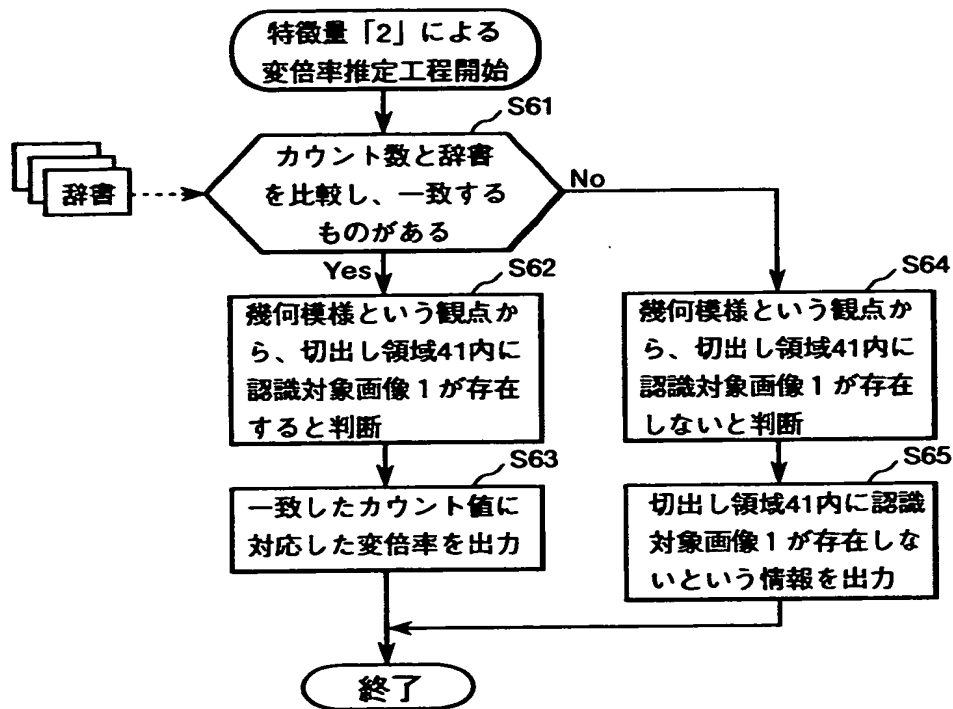 特徴量「2」による
変倍率推定工程開始
S61
カウント数と辞書
を比較し、一致する
ものがある
辞書
No
Yes
S62
幾何模様という観点か
ら、切出し領域41内に
認識対象画像1が存在
すると判断
S64
幾何模様という観点か
ら、切出し領域41内に
認識対象画像1が存在
しないと判断
S63
一致したカウント値に
対応した変倍率を出力
S65
切出し領域41内に認識
対象画像1が存在しな
いという情報を出力
終了